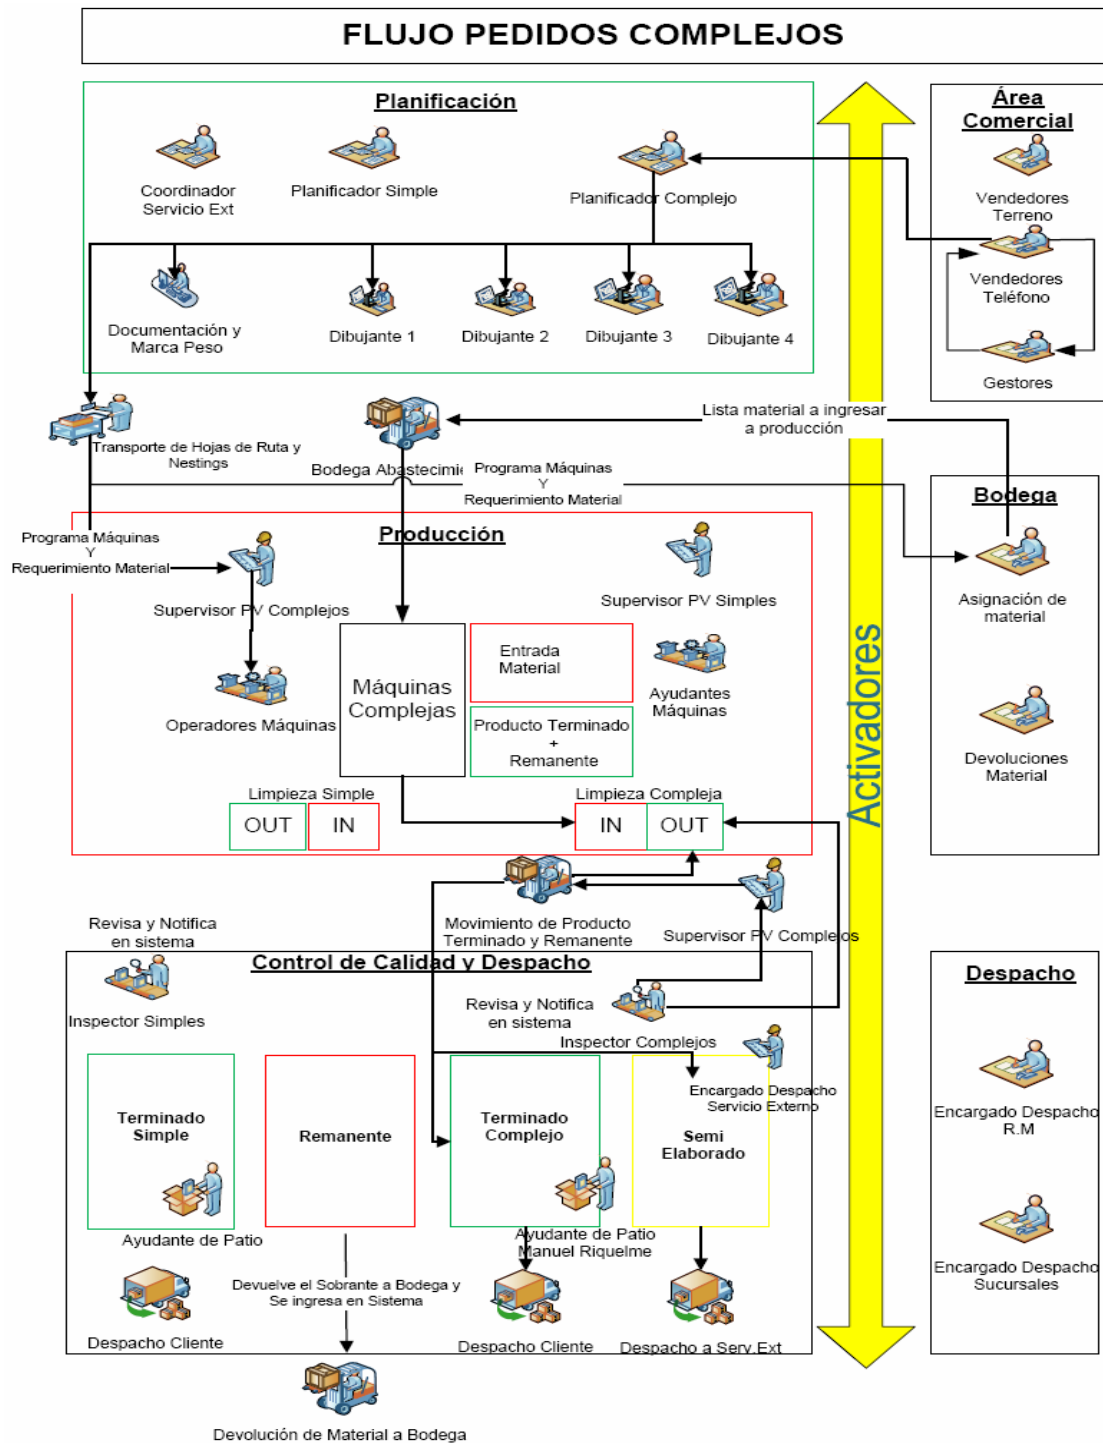 FLUJO PEDIDOS COMPLEJOS
Planificación
Coordinador
Servicio Ext
Planificador Simple
Planificador Complejo
Documentación y
Marca Peso
Dibujante 1
Dibujante 2
Dibujante 3
Dibujante 4
Área
Comercial
Vendedores
Terreno
Vendedores
Teléfono
Gestores
Transporte de Hojas de Ruta y
Nestings
Bodega Abastecimie
Lista material a ingresar
a producción
Programa Máquinas
Y
Requerimiento Material
Programa Máquinas
Y
Requerimiento Material
Bodega
Asignación de
material
Devoluciones
Material
Producción
Supervisor PV Complejos
Supervisor PV Simples
Operadores Máquinas
Máquinas
Complejas
Entrada
Material
Producto Terminado
+
Remanente
Ayudantes
Máquinas
Limpieza Simple
OUT
IN
Limpieza Compleja
IN
OUT
Activadores
Movimiento de Producto
Terminado y Remanente
Supervisor PV Complejos
Revisa y Notifica
en sistema
Inspector Simples
Control de Calidad y Despacho
Revisa y Notifica
en sistema
Inspector Complejos
Encargado Despacho
Servicio Externo
Terminado
Simple
Remanente
Terminado
Complejo
Semi
Elaborado
Ayudante de Patio
Ayudante de Patio
Manuel Riquelme
Devuelve el Sobrante a Bodega y
Se ingresa en Sistema
Despacho Cliente
Despacho Cliente
Despacho a Serv.Ext
Devolución de Material a Bodega
Despacho
Encargado Despacho
R.M
Encargado Despacho
Sucursales